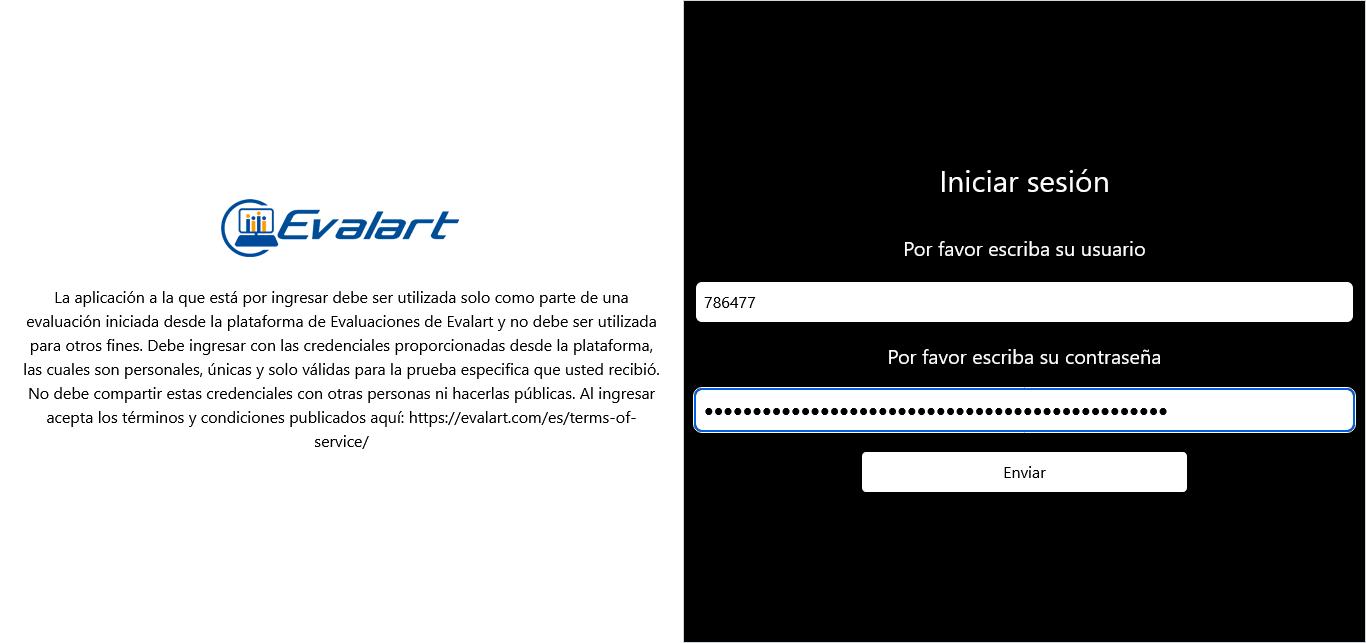 Evalart
La aplicación a la que está por ingresar debe ser utilizada solo como parte de una
evaluación iniciada desde la plataforma de Evaluaciones de Evalart y no debe ser utilizada
para otros fines. Debe ingresar con las credenciales proporcionadas desde la plataforma,
las cuales son personales, únicas y solo válidas para la prueba especifica que usted recibió.
No debe compartir estas credenciales con otras personas ni hacerlas públicas. Al ingresar
acepta los términos y condiciones publicados aquí: https://evalart.com/es/terms-of-
service/
Iniciar sesión
Por favor escriba su usuario
786477
Por favor escriba su contraseña
Enviar